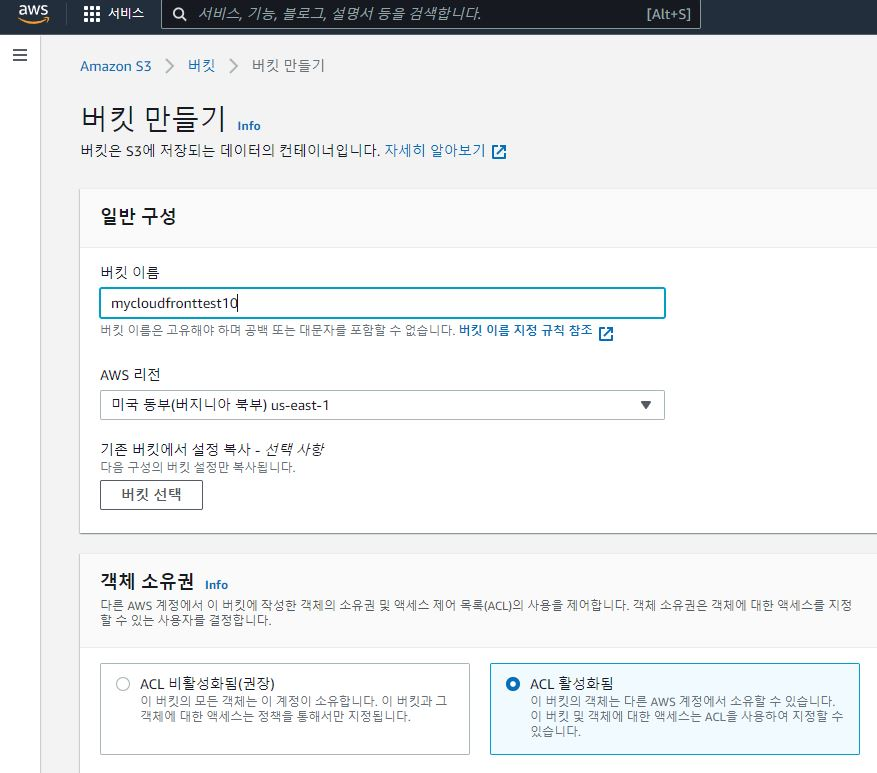 aws
서비스
서비스, 기능, 블로그, 설명서 등을 검색합니다.
[Alt+S]
Amazon S3
버킷
버킷 만들기
버킷 만들기 Info
버킷은 S3에 저장되는 데이터의 컨테이너입니다. 자세히 알아보기
일반 구성
버킷 이름
mycloudfronttest10
버킷 이름은 고유해야 하며 공백 또는 대문자를 포함할 수 없습니다. 버킷 이름 지정 규칙 참조
AWS 리전
미국 동부(버지니아 북부) us-east-1
기존 버킷에서 설정 복사 - 선택 사항
다음 구성의 버킷 설정만 복사됩니다.
버킷 선택
객체 소유권 Info
다른 AWS 계정에서 이 버킷에 작성한 객체의 소유권 및 액세스 제어 목록(ACL)의 사용을 제어합니다. 객체 소유권은 객체에 대한 액세스를 지정
할 수 있는 사용자를 결정합니다.
ACL 비활성화됨(권장)
이 버킷의 모든 객체는 이 계정이 소유합니다. 이 버킷과 그
객체에 대한 액세스는 정책을 통해서만 지정됩니다.
ACL 활성화됨
이 버킷의 객체는 다른 AWS 계정에서 소유할 수 있습니다.
이 버킷 및 객체에 대한 액세스는 ACL을 사용하여 지정할 수
있습니다.